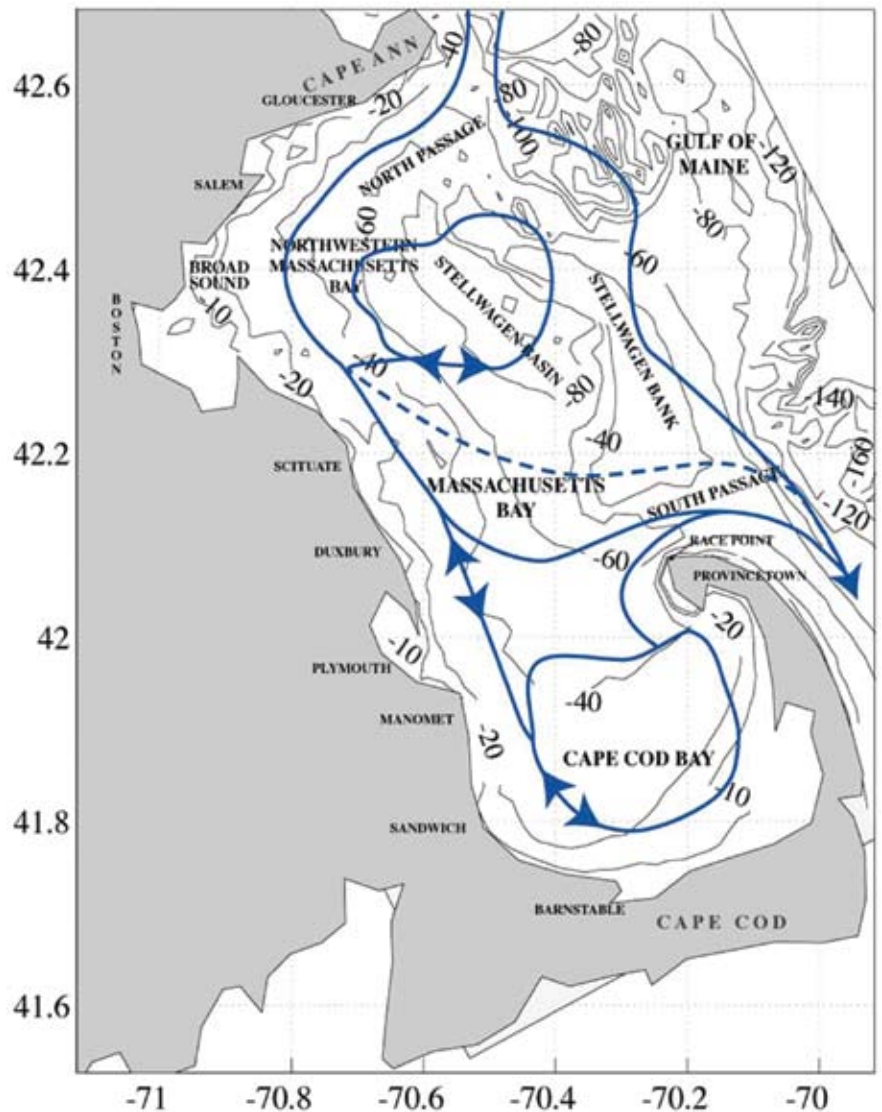 -40
-80
CAPE ANN
42.6
-20
GLOUCESTER
-80
-100
GULF OF
MAINE
-120
NORTH PASSAGE
SALEM
-80
-60
NORTHWESTERN
MASSACHUSETTS
BAY
-60
42.4
BROAD
SOUND
STELLWAGEN BASIN
STELLWAGEN BANK
-10
BOSTON
-40
-20
-80
-140
-40
-160
42.2
SCITUATE
MASSACHUSETTS
BAY
SOUTH PASSAGE
-120
DUXBURY
-60
RACE POINT
PROVINCETOWN
42
-20
-10
PLYMOUTH
-40
MANOMET
-20
CAPE COD BAY
-10
41.8
SANDWICH
BARNSTABLE
CAPE COD
41.6
-71
-70.8
-70.6
-70.4
-70.2
-70